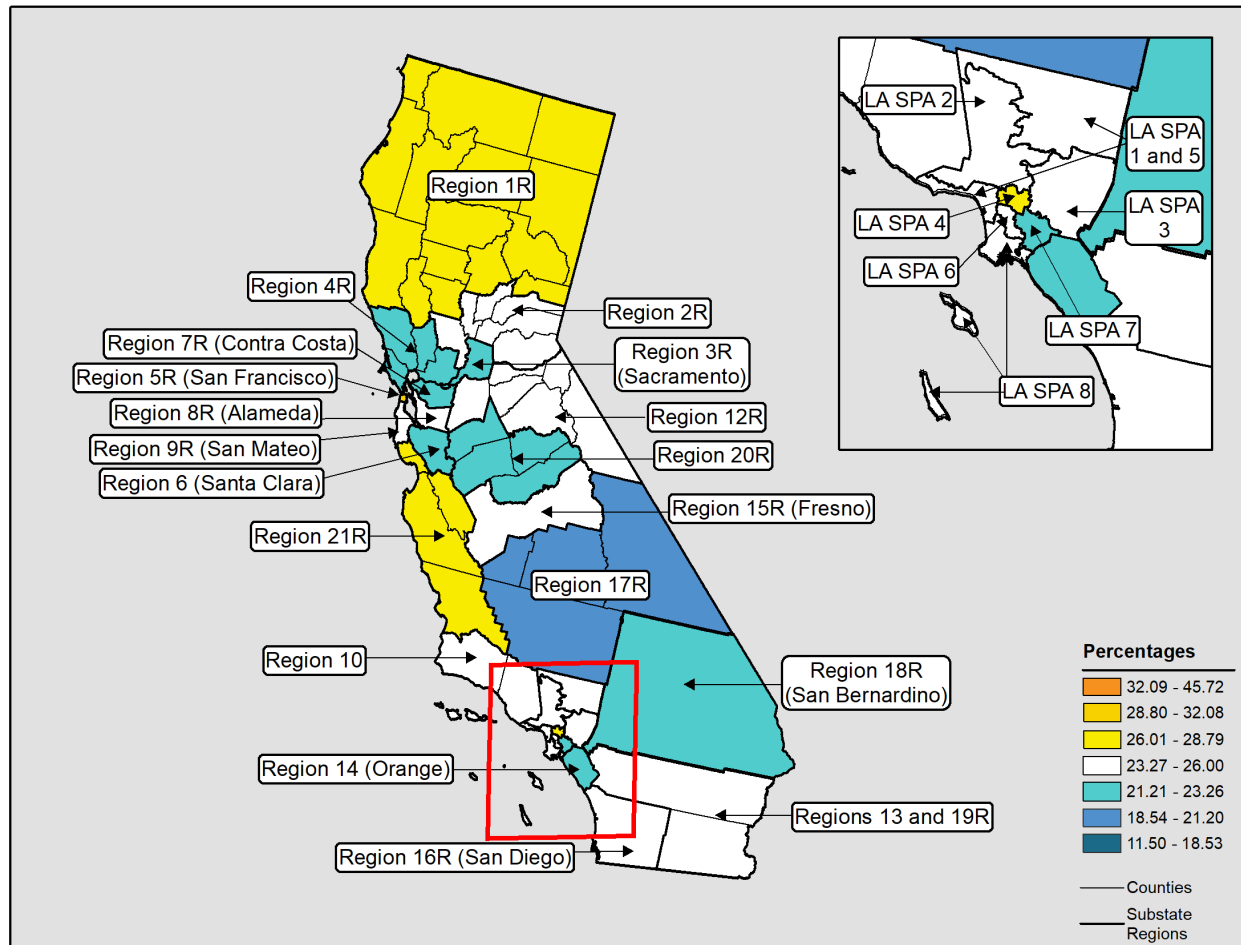 Region 1R
Region 4R
Region 2R
Region 7R (Contra Costa)
Region 3R
(Sacramento)
Region 5R (San Francisco)
Region 8R (Alameda)
Region 12R
Region 9R (San Mateo)
Region 20R
Region 6 (Santa Clara)
Region 15R (Fresno)
Region 21R
Region 17R
Region 10
Region 18R
(San Bernardino)
Region 14 (Orange)
Regions 13 and 19R
Region 16R (San Diego)
LA SPA 2
LA SPA
1 and 5
LA SPA 4
LA SPA
3
LA SPA 6
LA SPA 7
LA SPA 8
Percentages
32.09 - 45.72
28.80 - 32.08
26.01 - 28.79
23.27 - 26.00
21.21 - 23.26
18.54 - 21.20
11.50 - 18.53
Counties
Substate
Regions